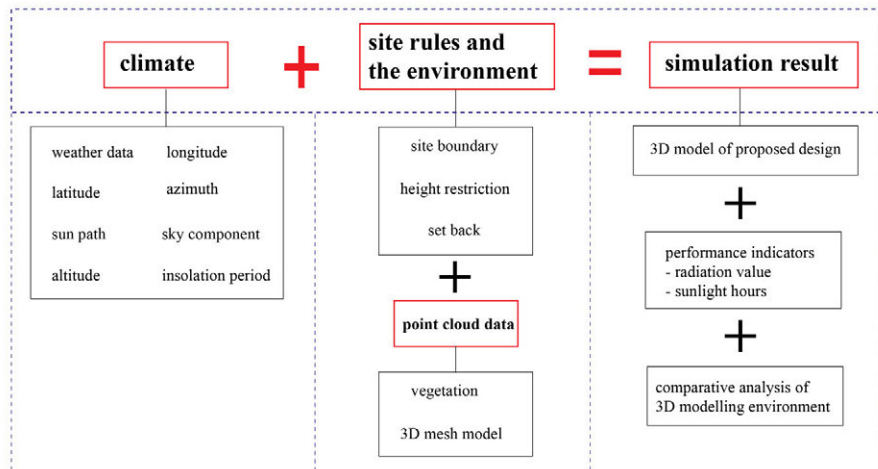 climate
+
site rules and
the environment
=
simulation result
weather data
longitude
latitude
azimuth
sun path
sky component
altitude
insolation period
site boundary
height restriction
set back
+
point cloud data
vegetation
3D mesh model
3D model of proposed design
+
performance indicators
- radiation value
- sunlight hours
+
comparative analysis of
3D modelling environment